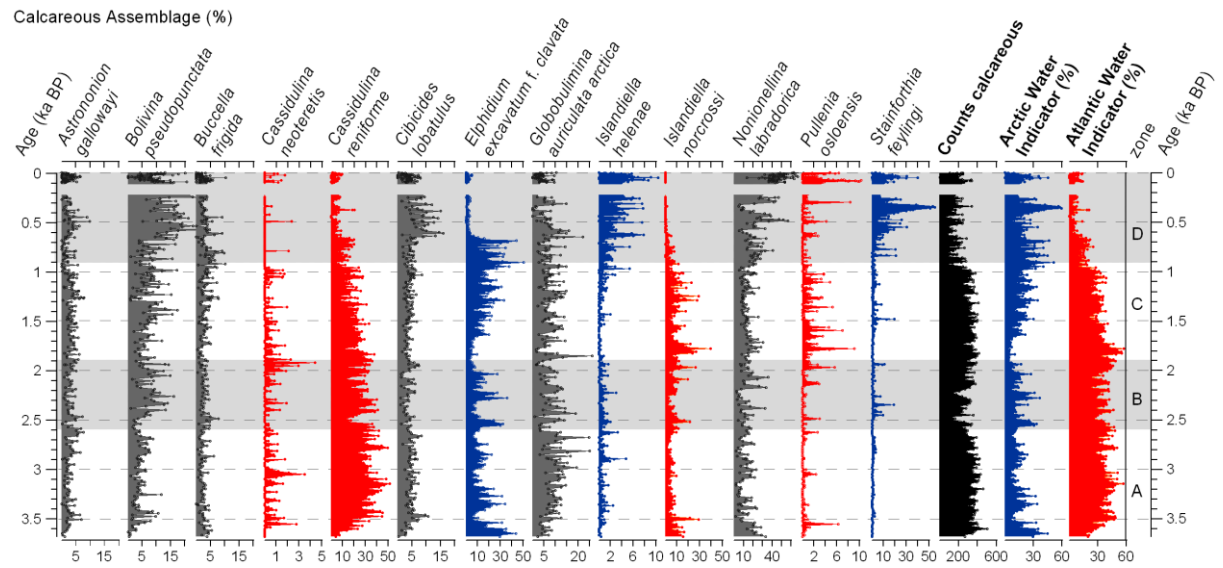 Calcareous Assemblage (%)
Age (ka BP)
Astrononion
gallowayi
Bolivina
pseudopunctata
Buccella
frigida
Cassidulina
neoteretis
Cassidulina
reniforme
Cibicides
lobatulus
Elphidium
excavatum f. clavata
Globobulimina
auriculata arctica
Islandiella
helenae
Islandiella
norcrossi
Nonionellina
labradorica
Pullenia
osloensis
Stainforthia
feylingi
Counts calcareous
Arctic Water
Indicator (%)
Atlantic Water
Indicator (%)
zone
Age (ka BP)
0
0.5
1
1.5
2
2.5
3
3.5
D
C
B
A
0
0.5
1
1.5
2
2.5
3
3.5
5 15
5 15
5 15
1 3 5
10 30 50
5 15
10 30 50
5 20
2 6 10
10 30 50
10 40
2 6 10
10 30 50
200 600
30 60
30 60